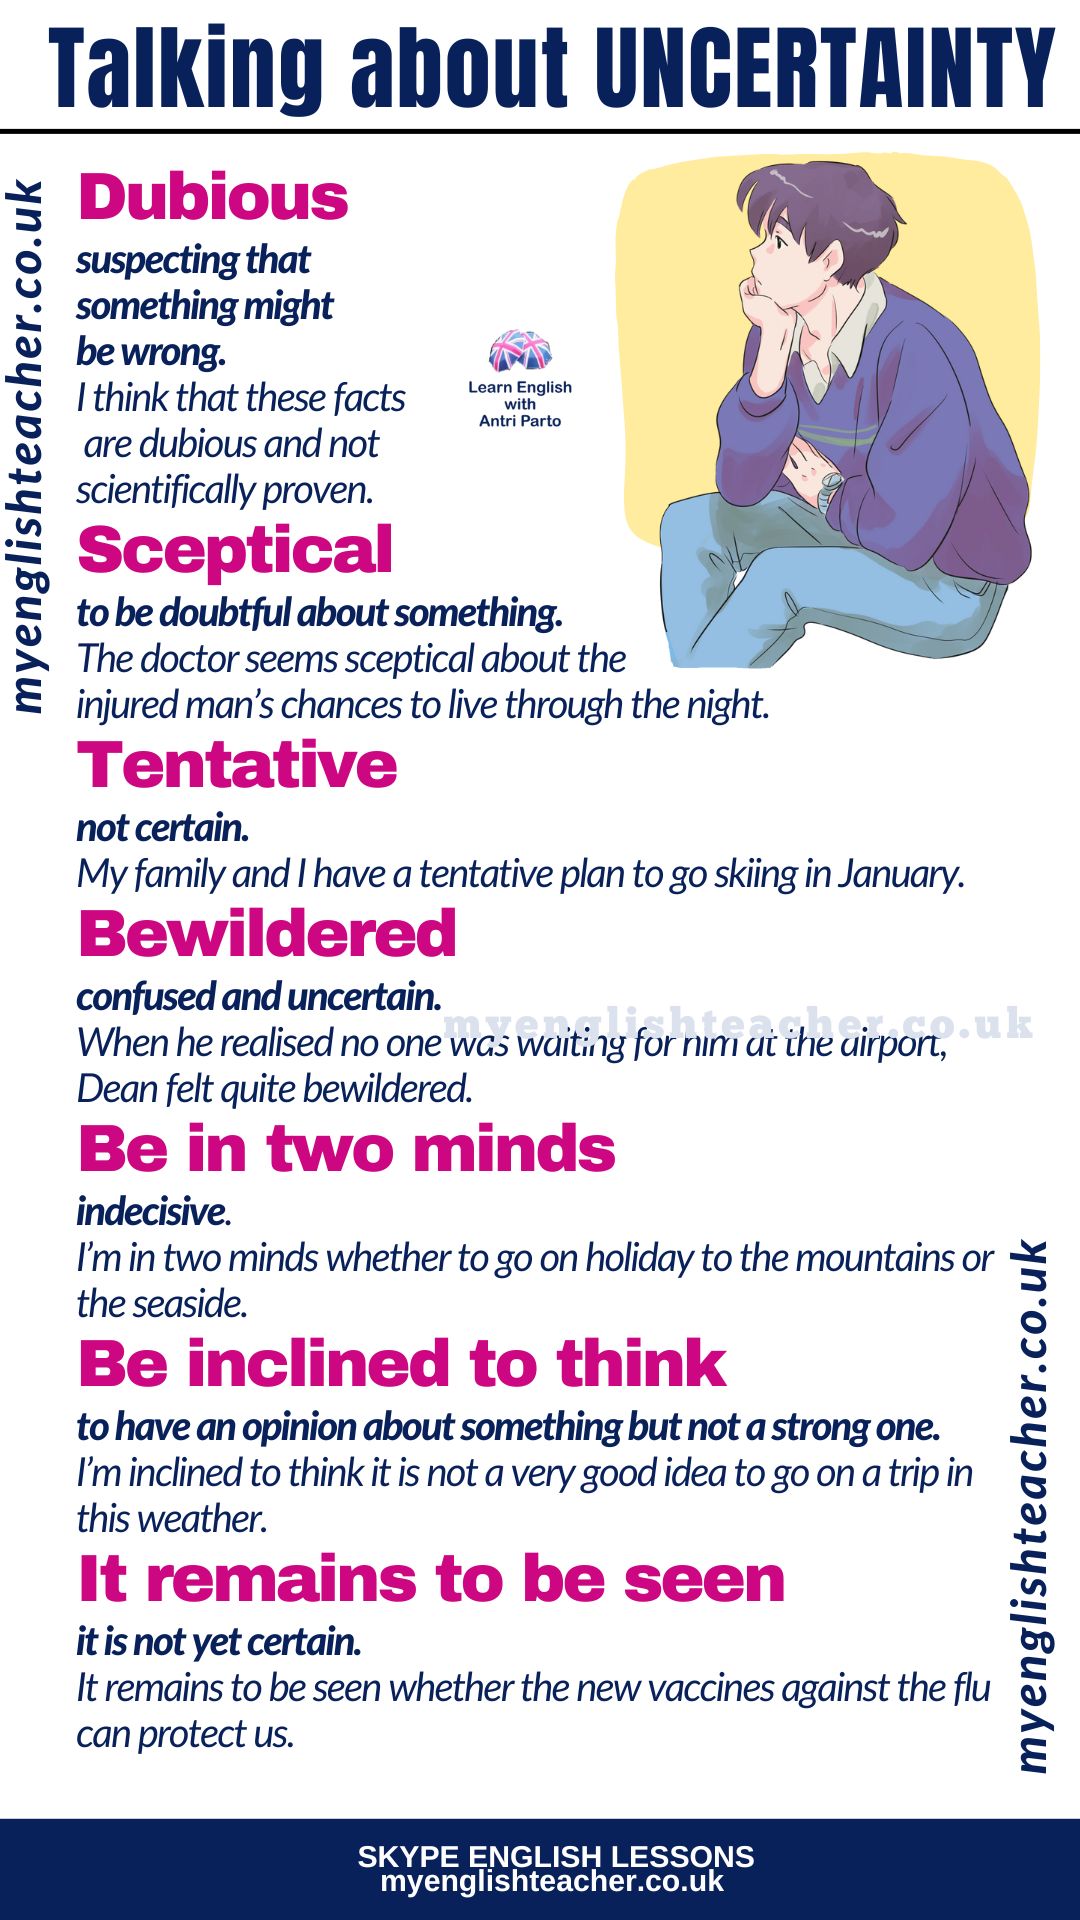 Talking about UNCERTAINTY
myenglishteacher.co.uk
Dubious
suspecting that
something might
be wrong.
I think that these facts
are dubious and not
scientifically proven.
Learn English
with
Antri Parto
Sceptical
to be doubtful about something.
The doctor seems sceptical about the
injured man’s chances to live through the night.
Tentative
not certain.
My family and I have a tentative plan to go skiing in January.
Bewildered
confused and uncertain.
myenglishteacher.co.uk
When he realised no one was waiting for him at the airport,
Dean felt quite bewildered.
Be in two minds
indecisive.
I’m in two minds whether to go on holiday to the mountains or
the seaside.
Be inclined to think
to have an opinion about something but not a strong one.
I’m inclined to think it is not a very good idea to go on a trip in
this weather.
It remains to be seen
it is not yet certain.
It remains to be seen whether the new vaccines against the flu
can protect us.
myenglishteacher.co.uk
SKYPE ENGLISH LESSONS
myenglishteacher.co.uk